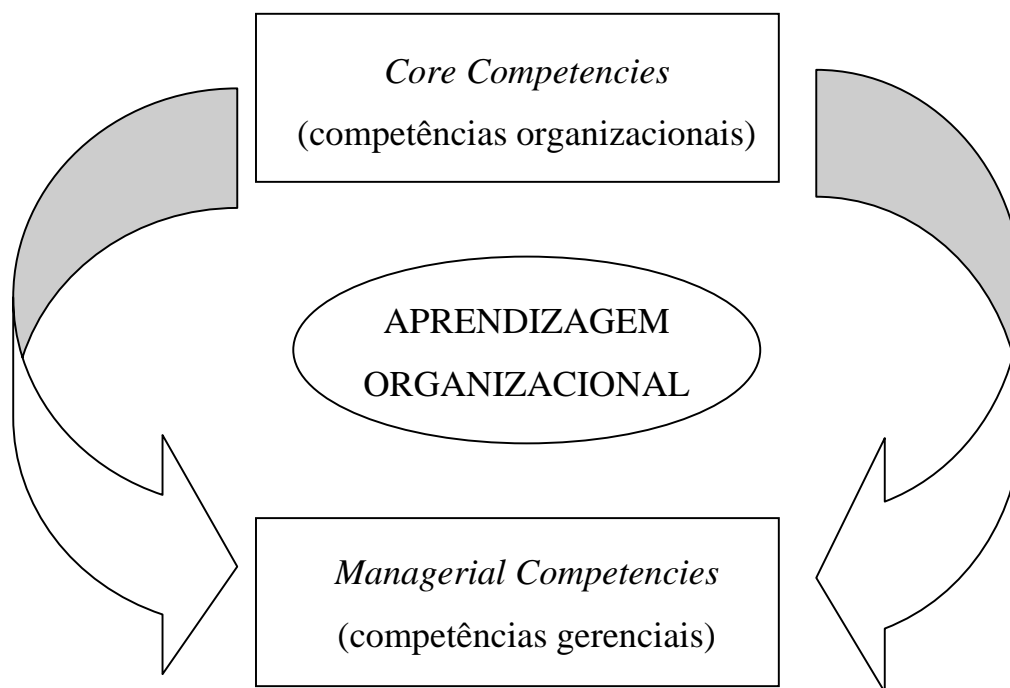 Core Competencies
(competências organizacionais)
APRENDIZAGEM
ORGANIZACIONAL
Managerial Competencies
(competências gerenciais)